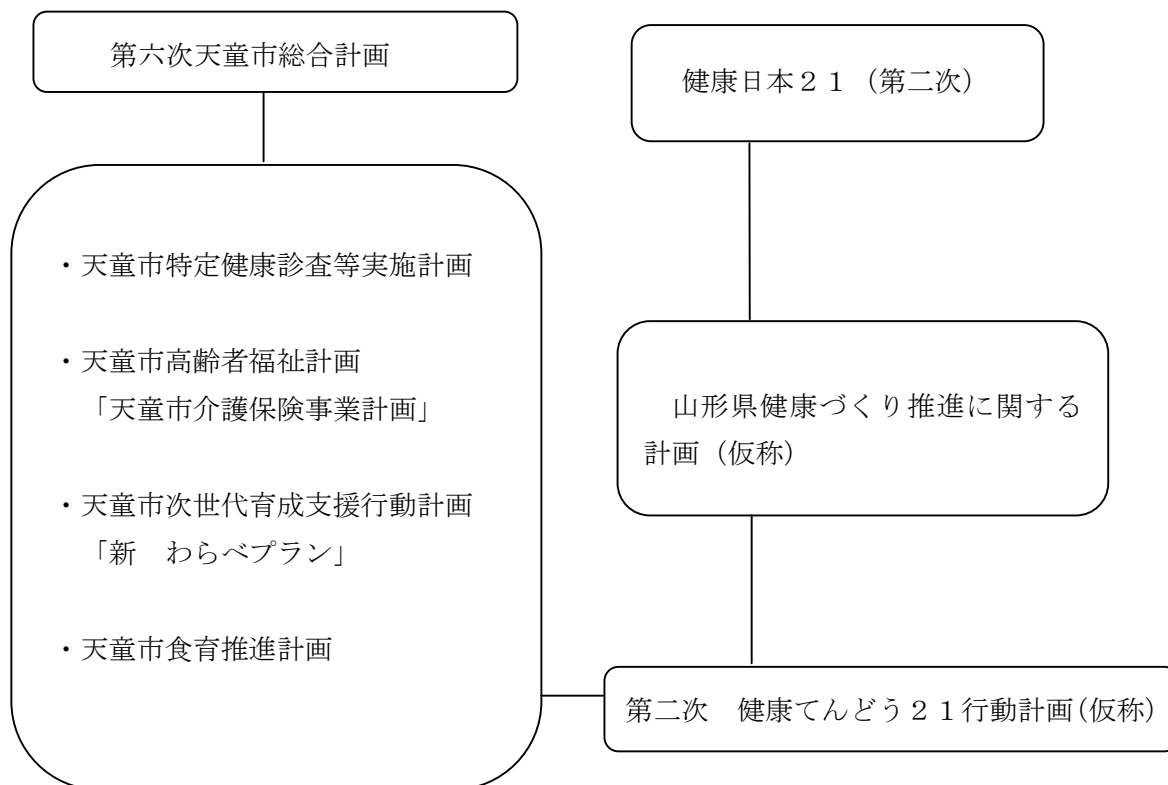 第六次天童市総合計画
健康日本２１（第二次）
・天童市特定健康診査等実施計画
・天童市高齢者福祉計画
「天童市介護保険事業計画」
・天童市次世代育成支援行動計画
「新　わらべプラン」
・天童市食育推進計画
山形県健康づくり推進に関する
計画（仮称）
第二次　健康てんどう２１行動計画(仮称)